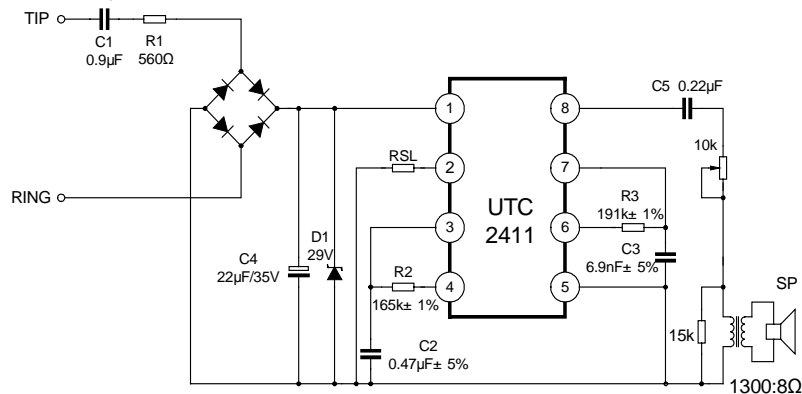 TIP
C1
0.9µF
R1
560Ω
RING
C4
22µF/35V
D1
29V
RSL
R2
165k± 1%
C2
0.47µF± 5%
1
2
3
4
UTC
2411
8
7
6
5
R3
191k± 1%
C3
6.9nF± 5%
C5 0.22µF
10k
15k
SP
1300:8Ω